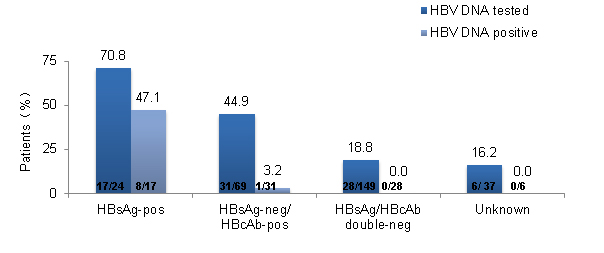 HBV DNA tested
HBV DNA positive
Patients (%)
75
50
25
0
70.8
47.1
44.9
3.2
18.8
0.0
16.2
0.0
17/24 8/17 31/69 1/31 28/149 0/28 6/ 37 0/6
HBsAg-pos HBsAg-neg/ HBsAg/HBcAb Unknown
HBcAb-pos double-neg